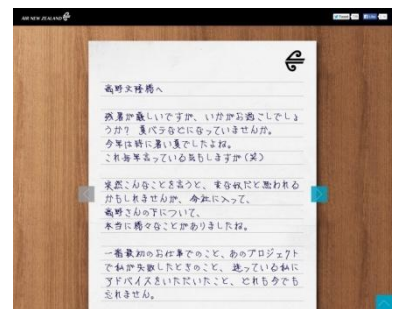 AIR NEW ZEALAND
高野文隆様へ
残暑が厳しいですが、いかがお過ごしでしょ
うか？ 夏バテなどになっていませんか。
今年は特に暑い夏でしたよね。
これ毎年言っている気もしますが（笑）
突然こんなことを言うと、変な奴だと思われる
かもしれませんが、今社に入って、
高野さんの下について、
本当に様々なことがありましたね。
一番最初のお仕事でのこと、あのプロジェクト
で私が失敗したときのこと、迷っている私に
アドバイスをいただいたこと、どれも今でも
忘れません。